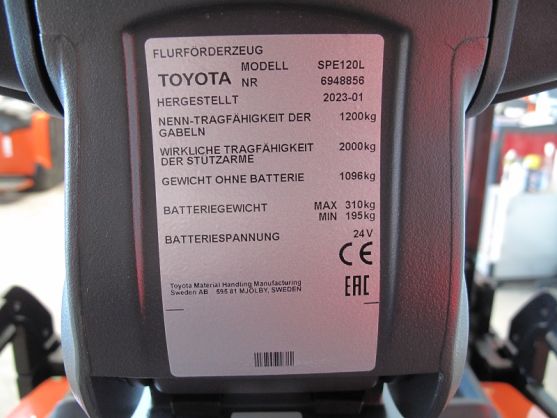 FLURFÖRDERZEUG
MODELL SPE120L
TOYOTA NR 6948856
HERGESTELLT 2023-01
NENN-TRAGFÄHIGKEIT DER GABELN 1200kg
WIRKLICHE TRAGFÄHIGKEIT DER STÜTZARME 2000kg
GEWICHT OHNE BATTERIE 1096kg
BATTERIEGEWICHT MAX 310kg
MIN 195kg
BATTERIESPANNUNG 24V
CE
Toyota Material Handling Manufacturing
Sweden AB 595 81 MJÖLBY, SWEDEN
EAC